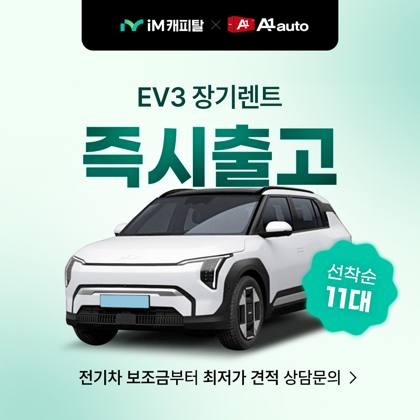 iM캐피탈 × A1 A1 auto
EV3 장기렌트
즉시출고
선착순
11대
전기차 보조금부터 최저가 견적 상담문의 >